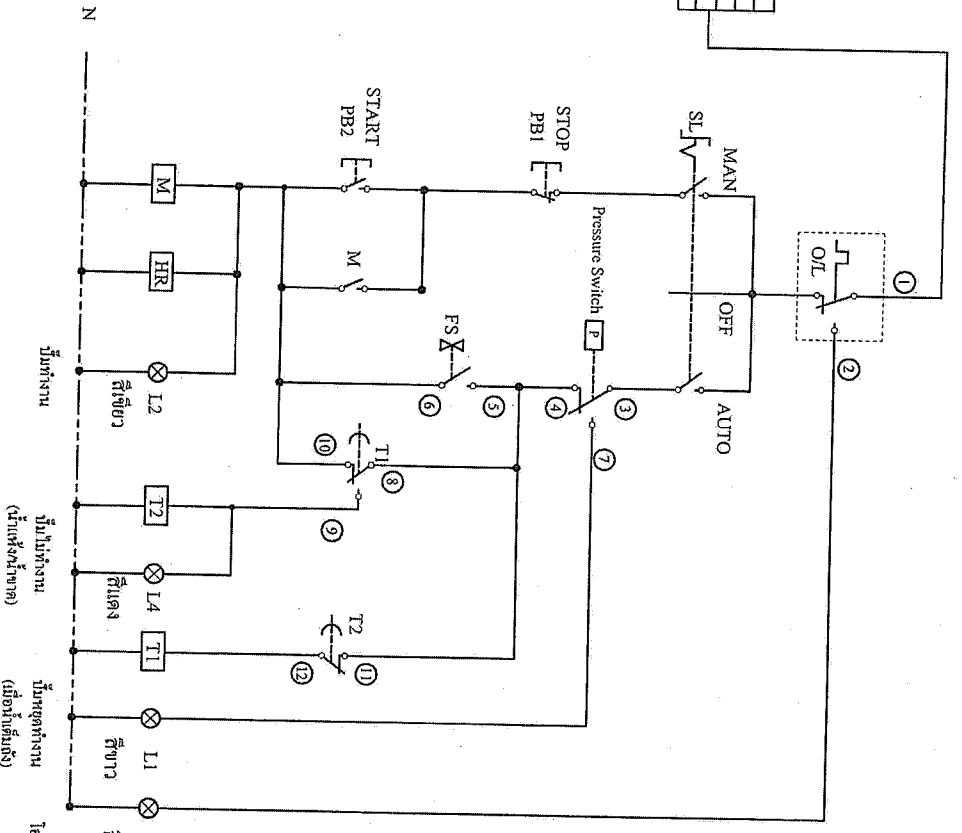 N
①
O/L
②
MAN
OFF
AUTO
SL
STOP
PB1
Pressure Switch
P
③
④
⑦
START
PB2
M
FS
⑤
⑥
T1
⑧
⑩
⑨
T2
⑪
⑫
M
HR
L2
สีเขียว
ปั๊มทำงาน
T2
L4
สีแดง
ปั๊มไม่ทำงาน
(น้ำแห้ง/น้ำขาด)
T1
L1
สีขาว
ปั๊มหยุดทำงาน
(เมื่อน้ำเต็มถัง)